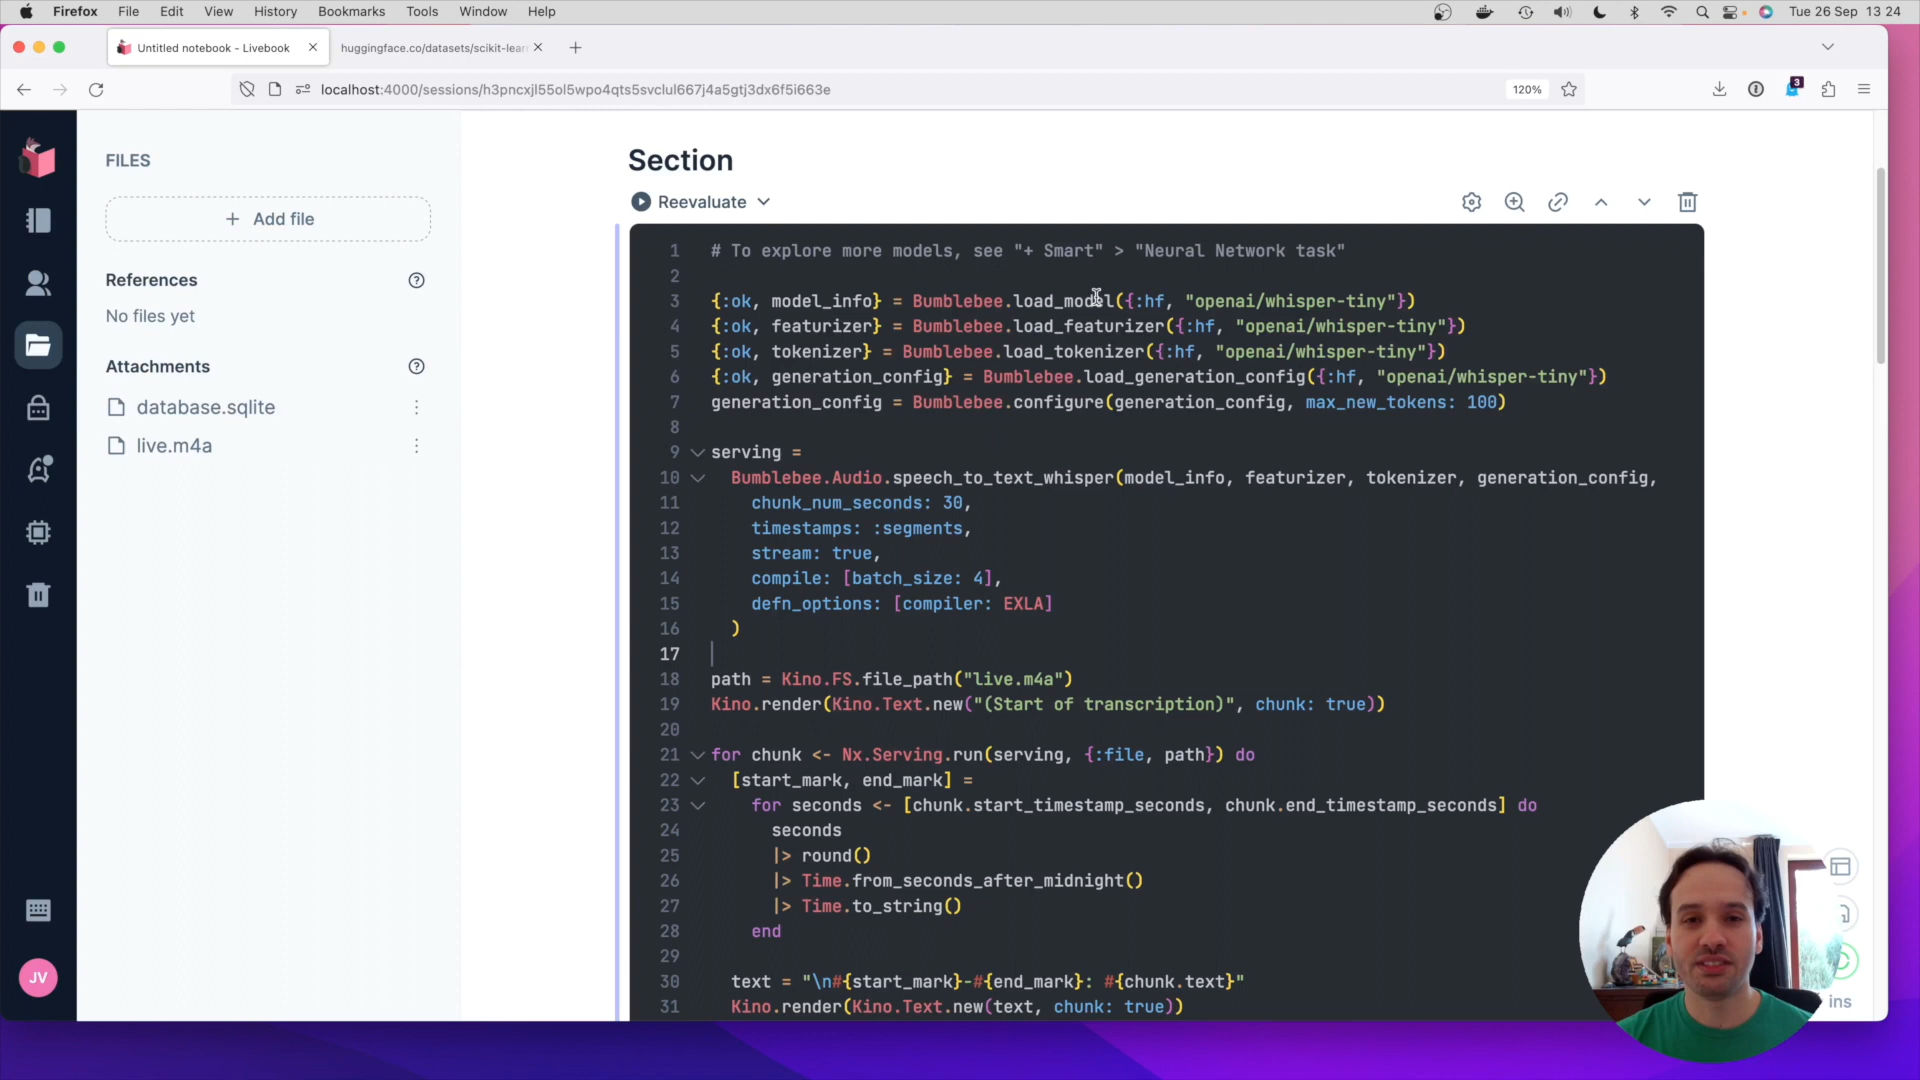 Firefox File Edit View History Bookmarks Tools Window Help Tue 26 Sep 13 24
Untitled notebook - Livebook
huggingface.co/datasets/scikit-lear
localhost:4000/sessions/h3pncxjl55ol5wpo4qts5svclul667j4a5gtj3dx6f5i663e
120%
3
FILES
Add file
References
No files yet
Attachments
database.sqlite
live.m4a
JV
Section
Reevaluate
1 # To explore more models, see "+ Smart" > "Neural Network task"
2
3 {:ok, model_info} = Bumblebee.load_model({:hf, "openai/whisper-tiny"})
4 {:ok, featurizer} = Bumblebee.load_featurizer({:hf, "openai/whisper-tiny"})
5 {:ok, tokenizer} = Bumblebee.load_tokenizer({:hf, "openai/whisper-tiny"})
6 {:ok, generation_config} = Bumblebee.load_generation_config({:hf, "openai/whisper-tiny"})
7 generation_config = Bumblebee.configure(generation_config, max_new_tokens: 100)
8
9 serving =
10 Bumblebee.Audio.speech_to_text_whisper(model_info, featurizer, tokenizer, generation_config,
11 chunk_num_seconds: 30,
12 timestamps: :segments,
13 stream: true,
14 compile: [batch_size: 4],
15 defn_options: [compiler: EXLA]
16 )
17
18 path = Kino.FS.file_path("live.m4a")
19 Kino.render(Kino.Text.new("(Start of transcription)", chunk: true))
20
21 for chunk <- Nx.Serving.run(serving, {:file, path}) do
22 [start_mark, end_mark] =
23 for seconds <- [chunk.start_timestamp_seconds, chunk.end_timestamp_seconds] do
24 seconds
25 |> round()
26 |> Time.from_seconds_after_midnight()
27 |> Time.to_string()
28 end
29
30 text = "\n#{start_mark}-#{end_mark}: #{chunk.text}"
31 Kino.render(Kino.Text.new(text, chunk: true))
ins